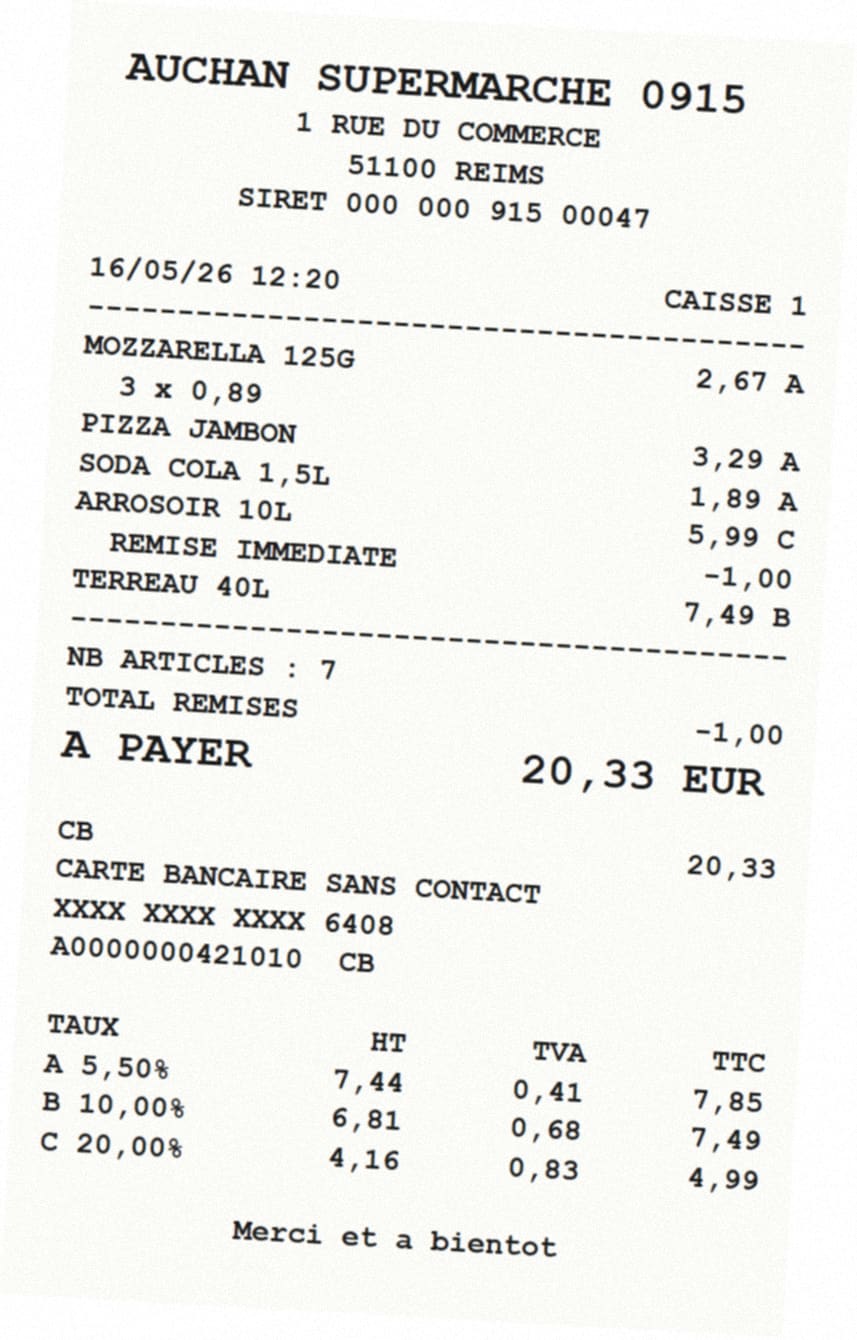 AUCHAN SUPERMARCHE 0915
1 RUE DU COMMERCE
51100 REIMS
SIRET 000 000 915 00047
16/05/26 12:20 CAISSE 1
----------------------------------------
MOZZARELLA 125G 2,67 A
3 x 0,89
PIZZA JAMBON 3,29 A
SODA COLA 1,5L 1,89 A
ARROSOIR 10L 5,99 C
REMISE IMMEDIATE -1,00
TERREAU 40L 7,49 B
----------------------------------------
NB ARTICLES : 7
TOTAL REMISES -1,00
A PAYER 20,33 EUR
CB 20,33
CARTE BANCAIRE SANS CONTACT
XXXX XXXX XXXX 6408
A0000000421010 CB
TAUX HT TVA TTC
A 5,50% 7,44 0,41 7,85
B 10,00% 6,81 0,68 7,49
C 20,00% 4,16 0,83 4,99
Merci et a bientot